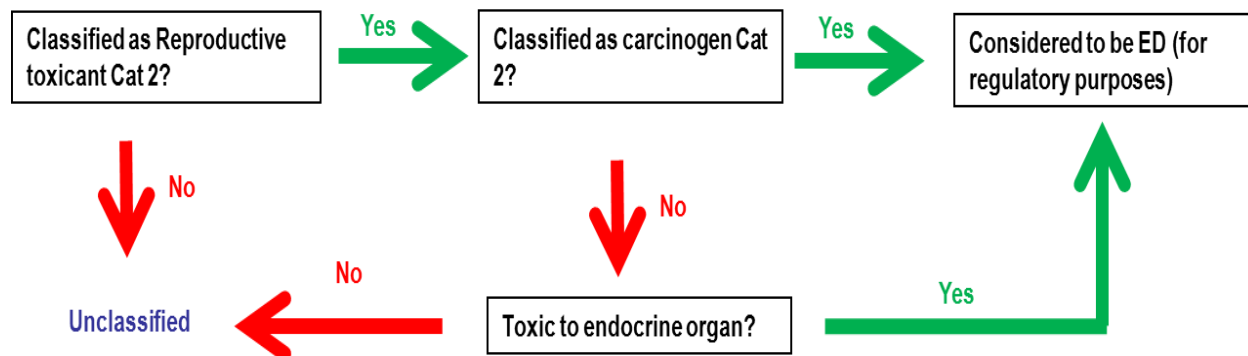 Classified as Reproductive
toxicant Cat 2?
Yes
Classified as carcinogen Cat
2?
Yes
Considered to be ED (for
regulatory purposes)
No
No
Unclassified
No
Toxic to endocrine organ?
Yes